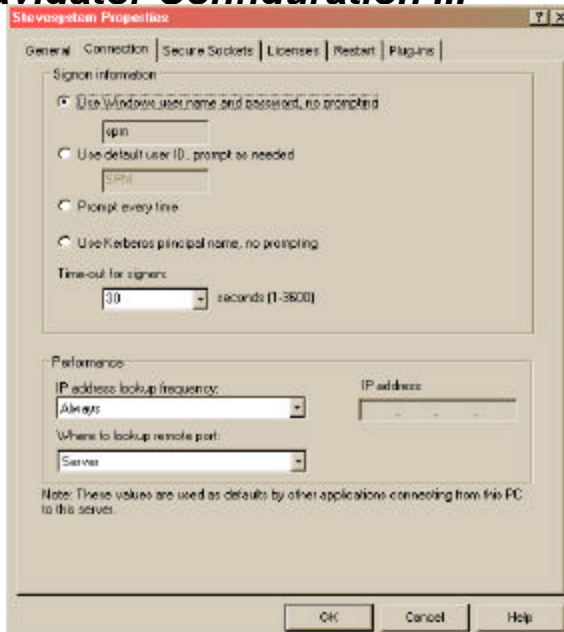 Configuration
Stevesystem Properties
General Connection Secure Sockets Licenses Restart Plug-ins
Signon information
Use Windows user name and password, no prompting
spm
Use default user ID, prompt as needed
SPM
Prompt every time
Use Kerberos principal name, no prompting
Time-out for signon:
30 seconds (1-3600)
Performance
IP address lookup frequency: IP address:
Always
Where to lookup remote port:
Server
Note: These values are used as defaults by other applications connecting from this PC
to this server.
OK Cancel Help